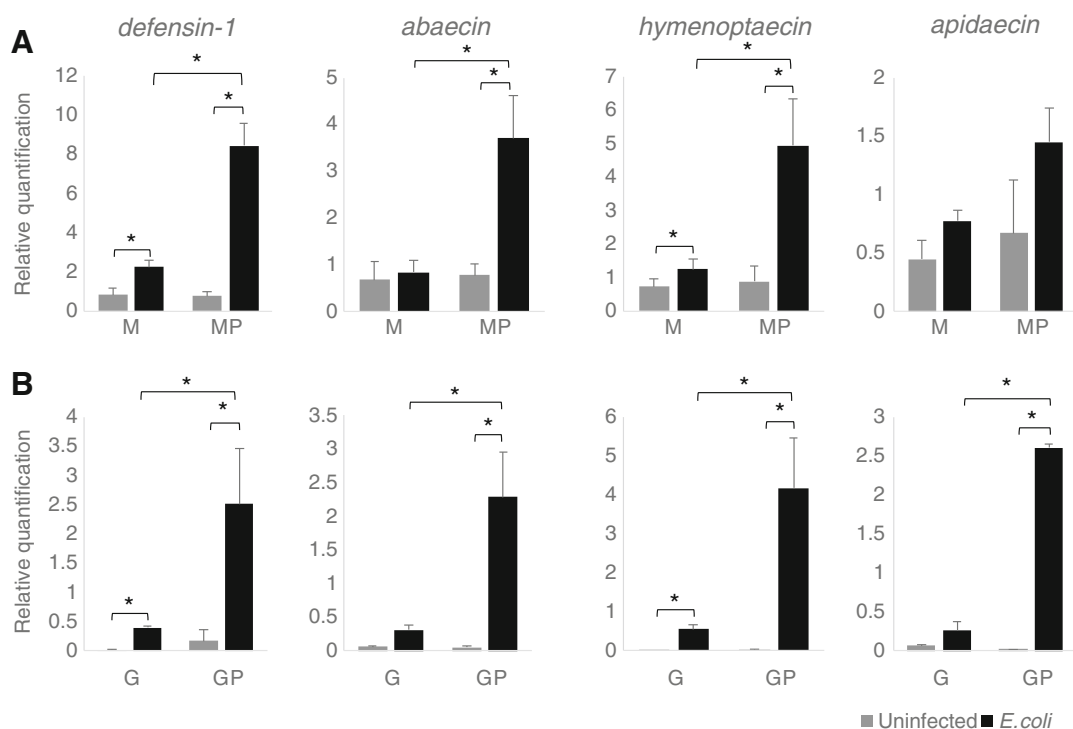 defensin-1 abaecin hymenoptaecin apidaecin
A
* * * * * *
12 5 7 2
10 4 6 1.5
8 3 5 1
6 2 4 0.5
4 1 3 0
2 0 2
0 1
0
Relative quantification
* *
M MP M MP M MP M MP
B
* * * * * * * *
4 3.5 6 3
3.5 3 5 2.5
3 2.5 4 2
2.5 2 3 1.5
2 1.5 2 1
1.5 1 1 0.5
1 0.5 0 0
0.5 0
0
Relative quantification
* *
G GP G GP G GP G GP
Uninfected E.coli